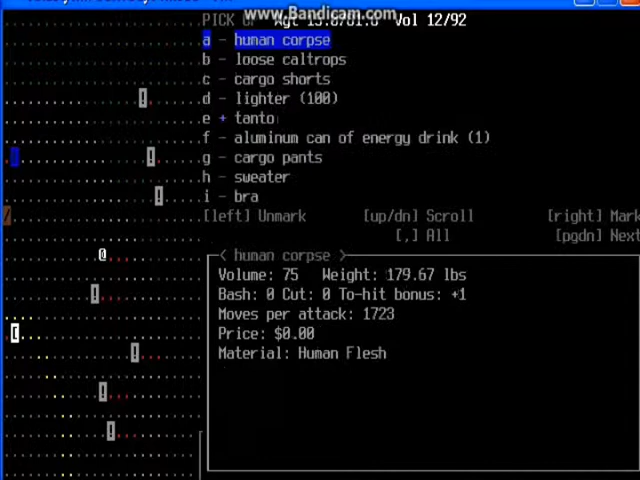 www.Bandicam.com
PICK Vol 12/92
a - human corpse
b - loose caltrops
c - cargo shorts
d - lighter (100)
e + tanto
f - aluminum can of energy drink (1)
g - cargo pants
h - sweater
i - bra
[left] Unmark [up/dn] Scroll [right] Mark
[,] All [pgdn] Next
< human corpse >
Volume: 75 Weight: 179.67 lbs
Bash: 0 Cut: 0 To-hit bonus: +1
Moves per attack: 1723
Price: $0.00
Material: Human Flesh